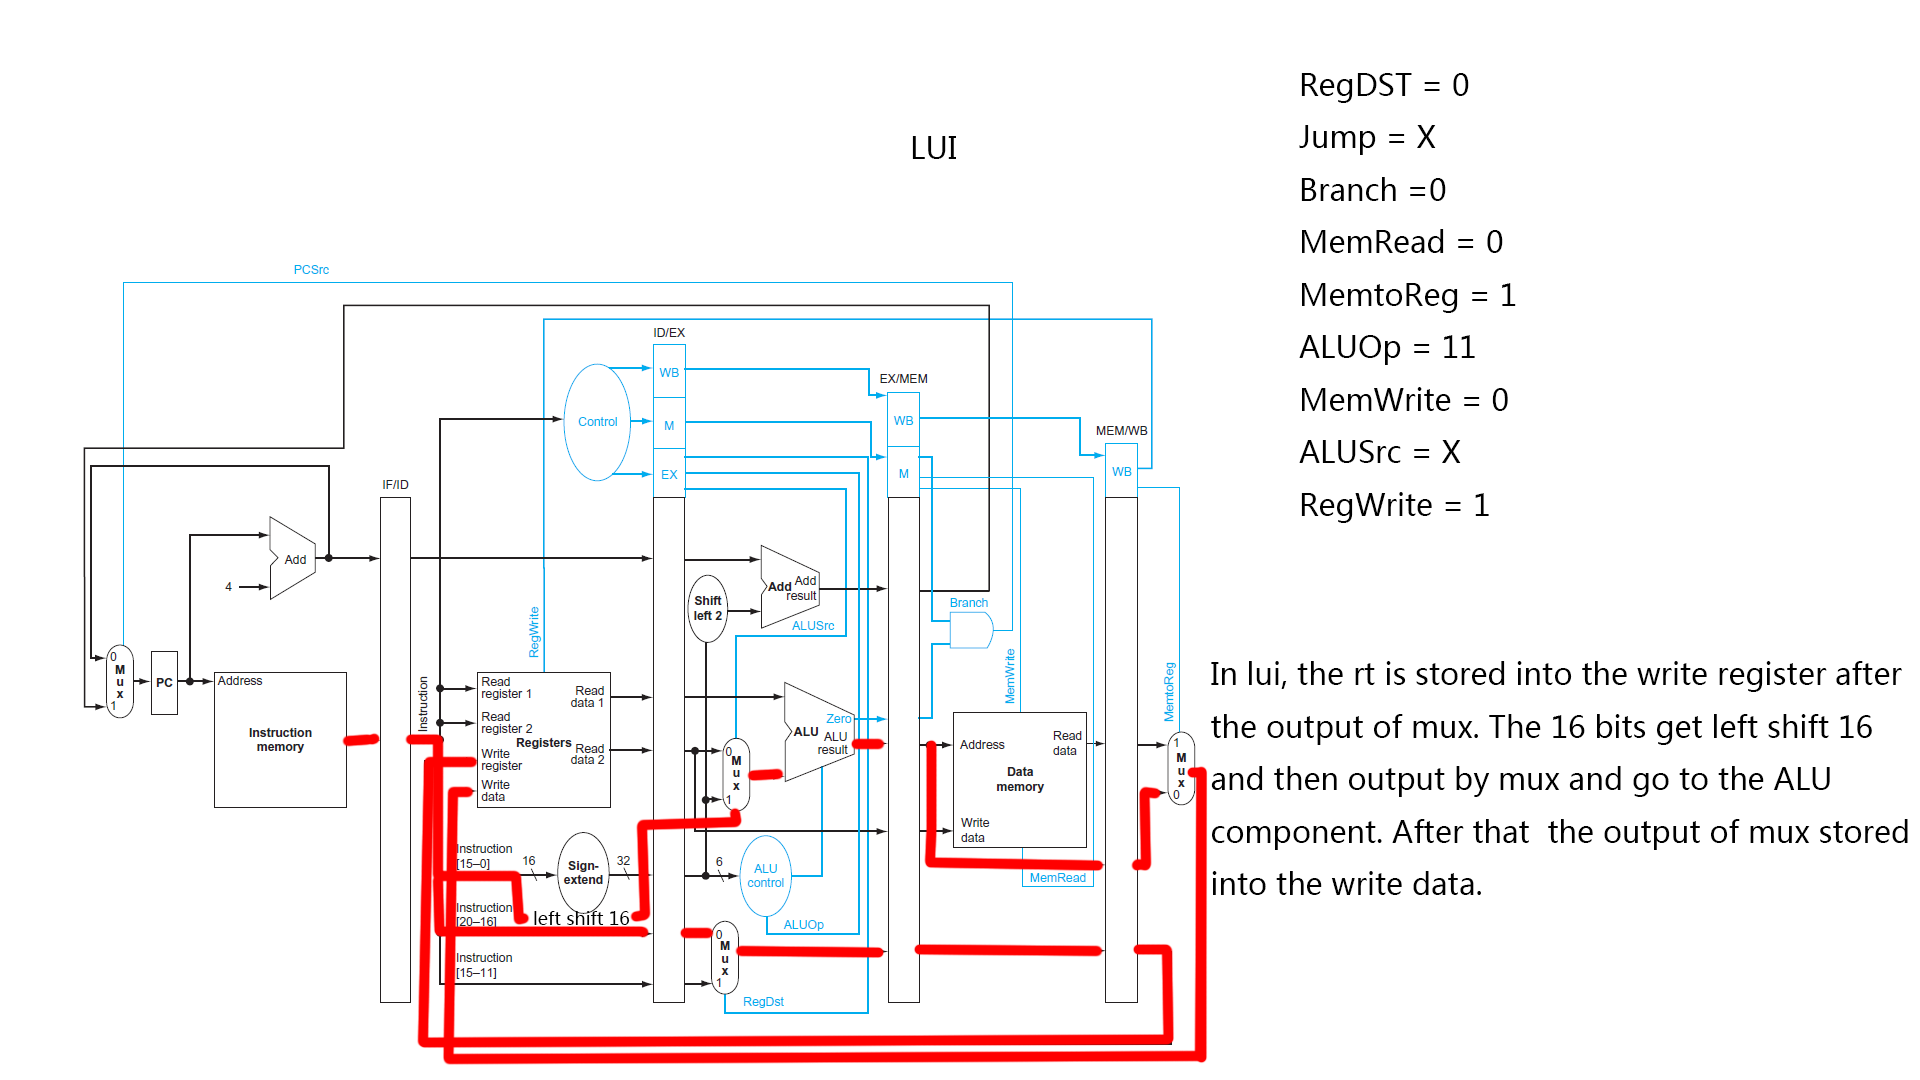 RegDST = 0
Jump = X
LUI
Branch =0
MemRead = 0
PCSrc
MemtoReg = 1
ID/EX
ALUOp = 11
WB
EX/MEM
MemWrite = 0
Control
M
WB
MEM/WB
ALUSrc = X
EX
M
WB
IF/ID
RegWrite = 1
Add
4
Add
Add
result
Shift
left 2
Branch
ALUSrc
RegWrite
0
M
u
x
1
PC
Address
Instruction
memory
Instruction
Read
register 1
Read
data 1
Read
register 2
Registers
Write
register
Read
data 2
Write
data
0
M
u
x
1
Zero
ALU
ALU
result
MemWrite
Address
Read
data
Data
memory
Write
data
MemtoReg
1
M
u
x
0
In lui, the rt is stored into the write register after
the output of mux. The 16 bits get left shift 16
and then output by mux and go to the ALU
component. After that  the output of mux stored
into the write data.
Instruction
[15–0]
16
Sign-
extend
32
6
ALU
control
MemRead
Instruction
[20–16]
left shift 16
ALUOp
0
M
u
x
1
Instruction
[15–11]
RegDst